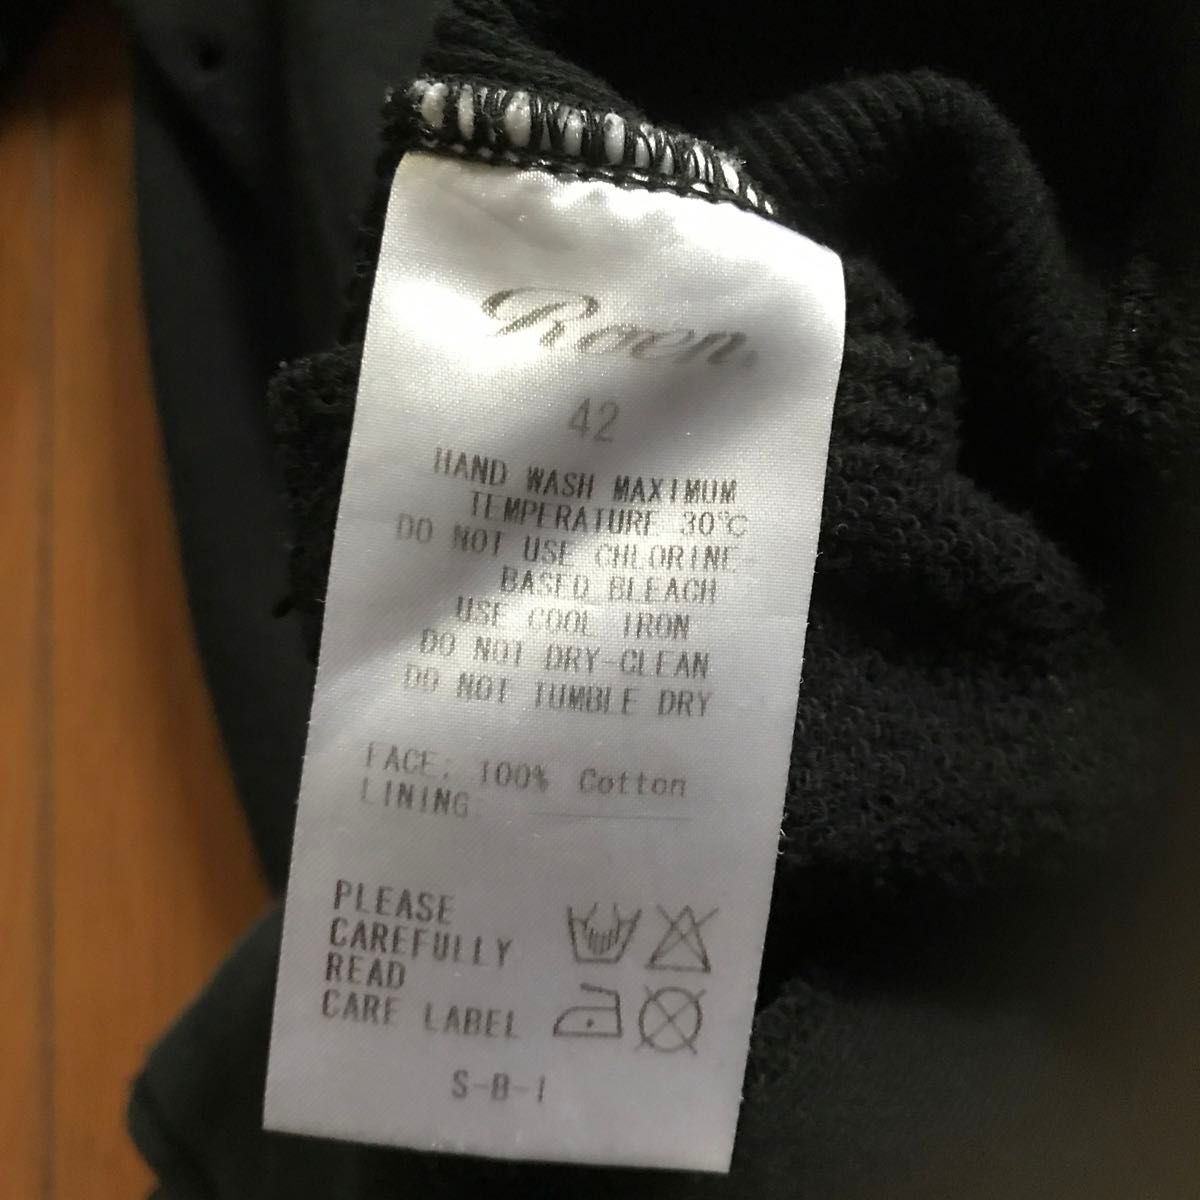 Roen.
42
HAND WASH MAXIMUM
TEMPERATURE 30℃
DO NOT USE CHLORINE-
BASED BLEACH
USE COOL IRON
DO NOT DRY-CLEAN
DO NOT TUMBLE DRY
FACE: 100% Cotton
LINING:
PLEASE
CAREFULLY
READ
CARE LABEL
S-B-1